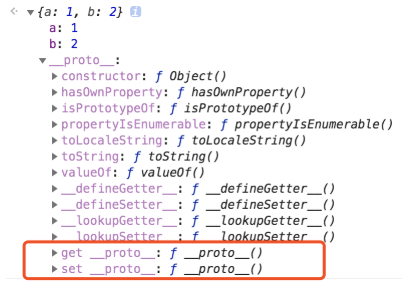 {a: 1, b: 2} i
a: 1
b: 2
__proto__:
constructor: ƒ Object()
hasOwnProperty: ƒ hasOwnProperty()
isPrototypeOf: ƒ isPrototypeOf()
propertyIsEnumerable: ƒ propertyIsEnumerable()
toLocaleString: ƒ toLocaleString()
toString: ƒ toString()
valueOf: ƒ valueOf()
__defineGetter__: ƒ __defineGetter__()
__defineSetter__: ƒ __defineSetter__()
__lookupGetter__: ƒ __lookupGetter__()
__lookupSetter__: ƒ __lookupSetter__()
get __proto__: ƒ __proto__()
set __proto__: ƒ __proto__()